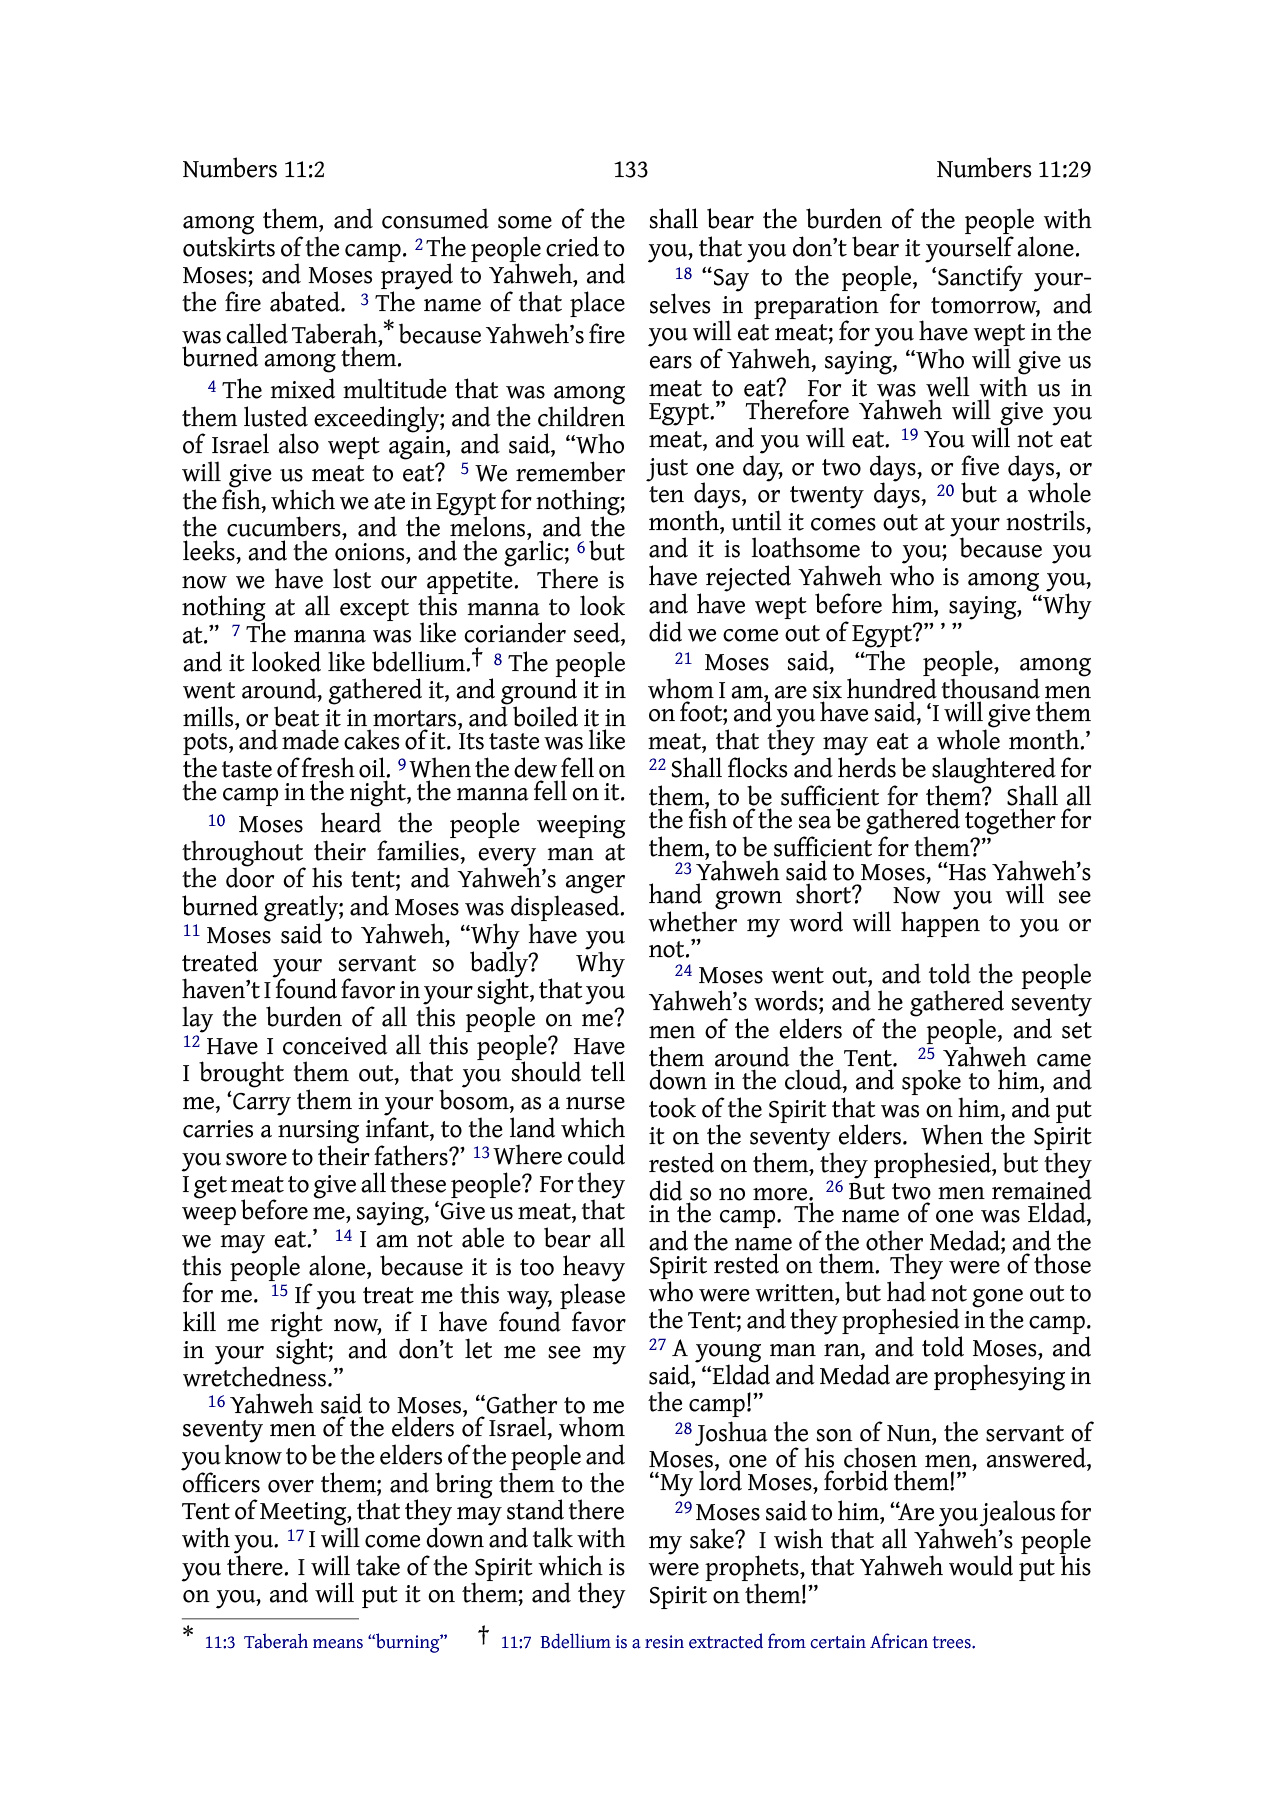 Numbers 11:2 133 Numbers 11:29
among them, and consumed some of the
outskirts of the camp. 2 The people cried to
Moses; and Moses prayed to Yahweh, and
the fire abated. 3 The name of that place
was called Taberah,* because Yahweh’s fire
burned among them.
4 The mixed multitude that was among
them lusted exceedingly; and the children
of Israel also wept again, and said, “Who
will give us meat to eat? 5 We remember
the fish, which we ate in Egypt for nothing;
the cucumbers, and the melons, and the
leeks, and the onions, and the garlic; 6 but
now we have lost our appetite. There is
nothing at all except this manna to look
at.” 7 The manna was like coriander seed,
and it looked like bdellium.† 8 The people
went around, gathered it, and ground it in
mills, or beat it in mortars, and boiled it in
pots, and made cakes of it. Its taste was like
the taste of fresh oil. 9 When the dew fell on
the camp in the night, the manna fell on it.
10 Moses heard the people weeping
throughout their families, every man at
the door of his tent; and Yahweh’s anger
burned greatly; and Moses was displeased.
11 Moses said to Yahweh, “Why have you
treated your servant so badly? Why
haven’t I found favor in your sight, that you
lay the burden of all this people on me?
12 Have I conceived all this people? Have
I brought them out, that you should tell
me, ‘Carry them in your bosom, as a nurse
carries a nursing infant, to the land which
you swore to their fathers?’ 13 Where could
I get meat to give all these people? For they
weep before me, saying, ‘Give us meat, that
we may eat.’ 14 I am not able to bear all
this people alone, because it is too heavy
for me. 15 If you treat me this way, please
kill me right now, if I have found favor
in your sight; and don’t let me see my
wretchedness.”
16 Yahweh said to Moses, “Gather to me
seventy men of the elders of Israel, whom
you know to be the elders of the people and
officers over them; and bring them to the
Tent of Meeting, that they may stand there
with you. 17 I will come down and talk with
you there. I will take of the Spirit which is
on you, and will put it on them; and they
shall bear the burden of the people with
you, that you don’t bear it yourself alone.
18 “Say to the people, ‘Sanctify your-
selves in preparation for tomorrow, and
you will eat meat; for you have wept in the
ears of Yahweh, saying, “Who will give us
meat to eat? For it was well with us in
Egypt.” Therefore Yahweh will give you
meat, and you will eat. 19 You will not eat
just one day, or two days, or five days, or
ten days, or twenty days, 20 but a whole
month, until it comes out at your nostrils,
and it is loathsome to you; because you
have rejected Yahweh who is among you,
and have wept before him, saying, “Why
did we come out of Egypt?” ’ ”
21 Moses said, “The people, among
whom I am, are six hundred thousand men
on foot; and you have said, ‘I will give them
meat, that they may eat a whole month.’
22 Shall flocks and herds be slaughtered for
them, to be sufficient for them? Shall all
the fish of the sea be gathered together for
them, to be sufficient for them?”
23 Yahweh said to Moses, “Has Yahweh’s
hand grown short? Now you will see
whether my word will happen to you or
not.”
24 Moses went out, and told the people
Yahweh’s words; and he gathered seventy
men of the elders of the people, and set
them around the Tent. 25 Yahweh came
down in the cloud, and spoke to him, and
took of the Spirit that was on him, and put
it on the seventy elders. When the Spirit
rested on them, they prophesied, but they
did so no more. 26 But two men remained
in the camp. The name of one was Eldad,
and the name of the other Medad; and the
Spirit rested on them. They were of those
who were written, but had not gone out to
the Tent; and they prophesied in the camp.
27 A young man ran, and told Moses, and
said, “Eldad and Medad are prophesying in
the camp!”
28 Joshua the son of Nun, the servant of
Moses, one of his chosen men, answered,
“My lord Moses, forbid them!”
29 Moses said to him, “Are you jealous for
my sake? I wish that all Yahweh’s people
were prophets, that Yahweh would put his
Spirit on them!”
* 11:3 Taberah means “burning” † 11:7 Bdellium is a resin extracted from certain African trees.